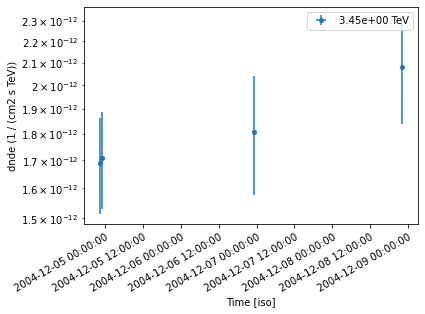 3.45e+00 TeV
dnde (1 / (cm2 s TeV))
2.3 × 10⁻¹²
2.2 × 10⁻¹²
2.1 × 10⁻¹²
2 × 10⁻¹²
1.9 × 10⁻¹²
1.8 × 10⁻¹²
1.7 × 10⁻¹²
1.6 × 10⁻¹²
1.5 × 10⁻¹²
2004-12-05 00:00:00
2004-12-05 12:00:00
2004-12-06 00:00:00
2004-12-06 12:00:00
2004-12-07 00:00:00
2004-12-07 12:00:00
2004-12-08 00:00:00
2004-12-08 12:00:00
2004-12-09 00:00:00
Time [iso]